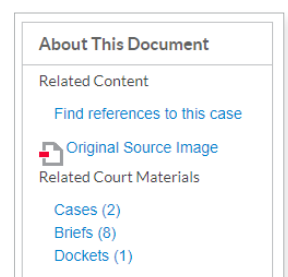 About This Document
Related Content
Find references to this case
Original Source Image
Related Court Materials
Cases (2)
Briefs (8)
Dockets (1)